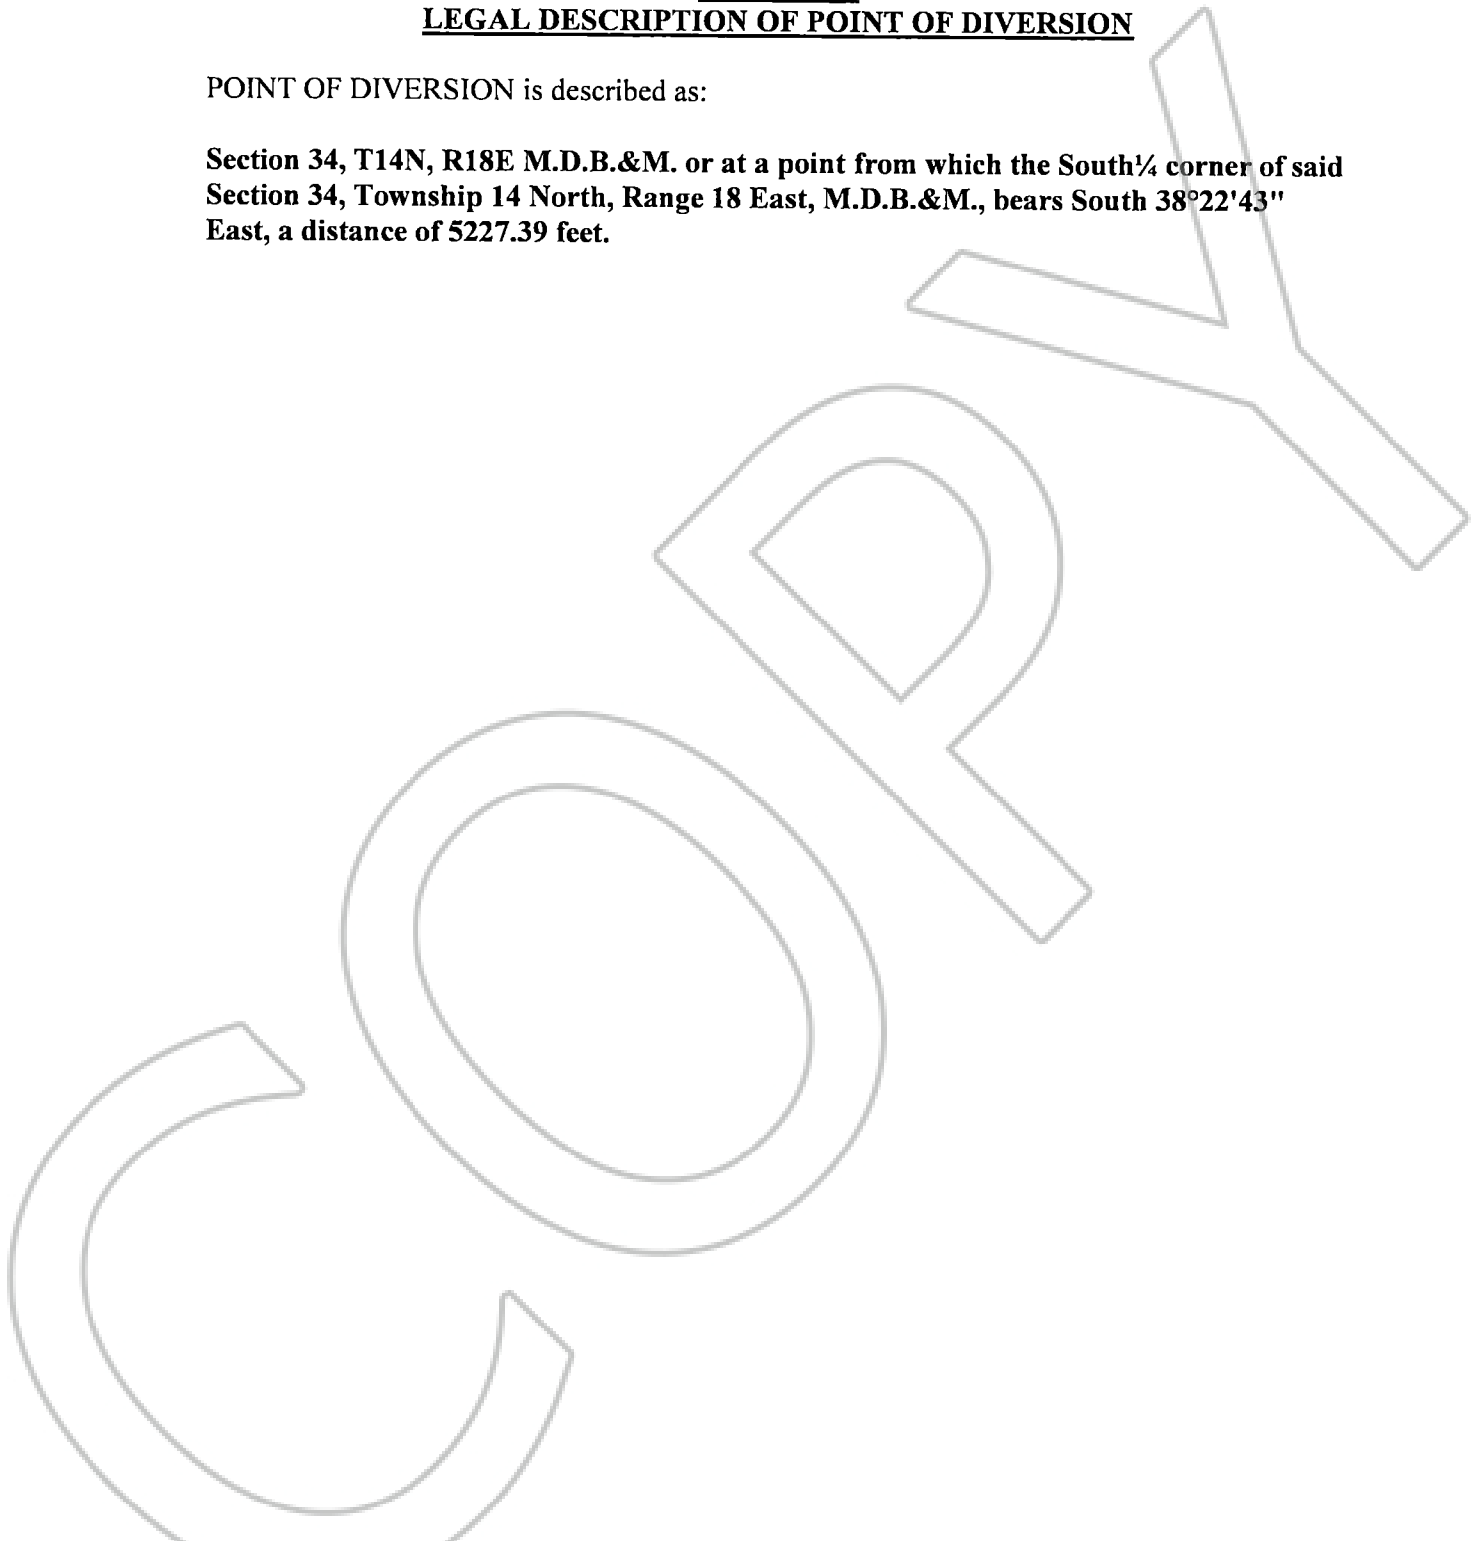 LEGAL DESCRIPTION OF POINT OF DIVERSION
POINT OF DIVERSION is described as:
Section 34, T14N, R18E M.D.B.&M. or at a point from which the South¼ corner of said
Section 34, Township 14 North, Range 18 East, M.D.B.&M., bears South 38°22'43"
East, a distance of 5227.39 feet.
COPY